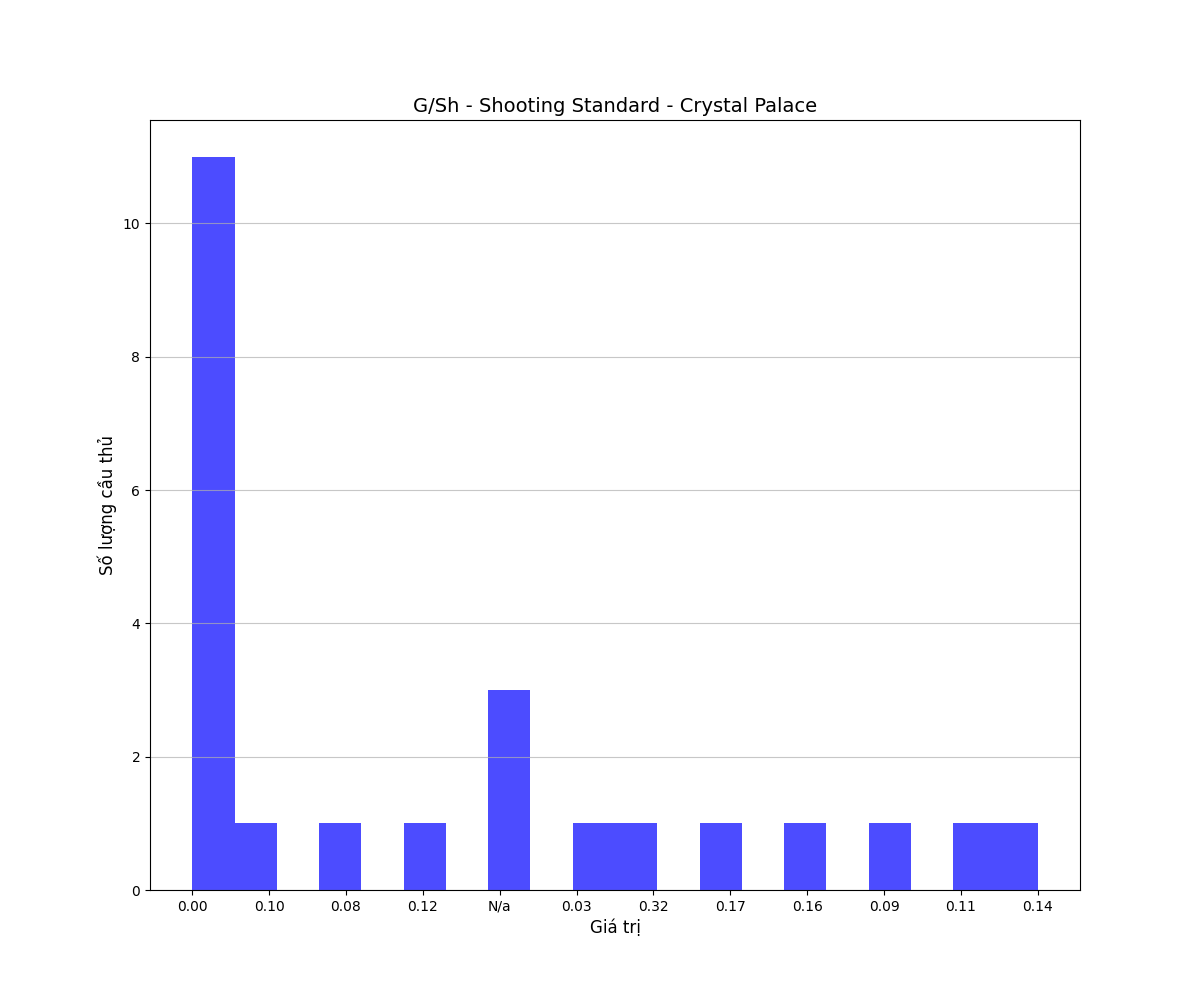 G/Sh - Shooting Standard - Crystal Palace
Số lượng cầu thủ
10
8
6
4
2
0
0.00 0.10 0.08 0.12 N/a 0.03 0.32 0.17 0.16 0.09 0.11 0.14
Giá trị